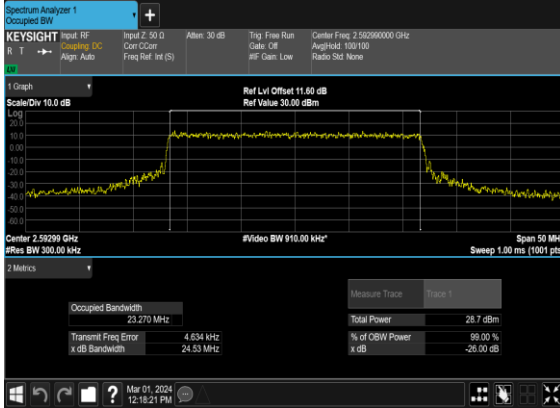 Spectrum Analyzer 1
Occupied BW
+
KEYSIGHT Input: RF Input Z: 50 Ω Atten: 30 dB Trig: Free Run Center Freq: 2.592990000 GHz
R T Coupling: DC Corr CCorr Gate: Off Avg|Hold: 100/100
Align: Auto Freq Ref: Int (S) #IF Gain: Low Radio Std: None
1 Graph
Ref Lvl Offset 11.60 dB
Scale/Div 10.0 dB Ref Value 30.00 dBm
Log
20.0
10.0
0.00
-10.0
-20.0
-30.0
-40.0
-50.0
-60.0
Center 2.59299 GHz #Video BW 910.00 kHz* Span 50 MH
#Res BW 300.00 kHz Sweep 1.00 ms (1001 pts
2 Metrics
Measure Trace Trace 1
Occupied Bandwidth
23.270 MHz Total Power 28.7 dBm
Transmit Freq Error 4.634 kHz % of OBW Power 99.00 %
x dB Bandwidth 24.53 MHz x dB -26.00 dB
? Mar 01, 2024
12:18:21 PM